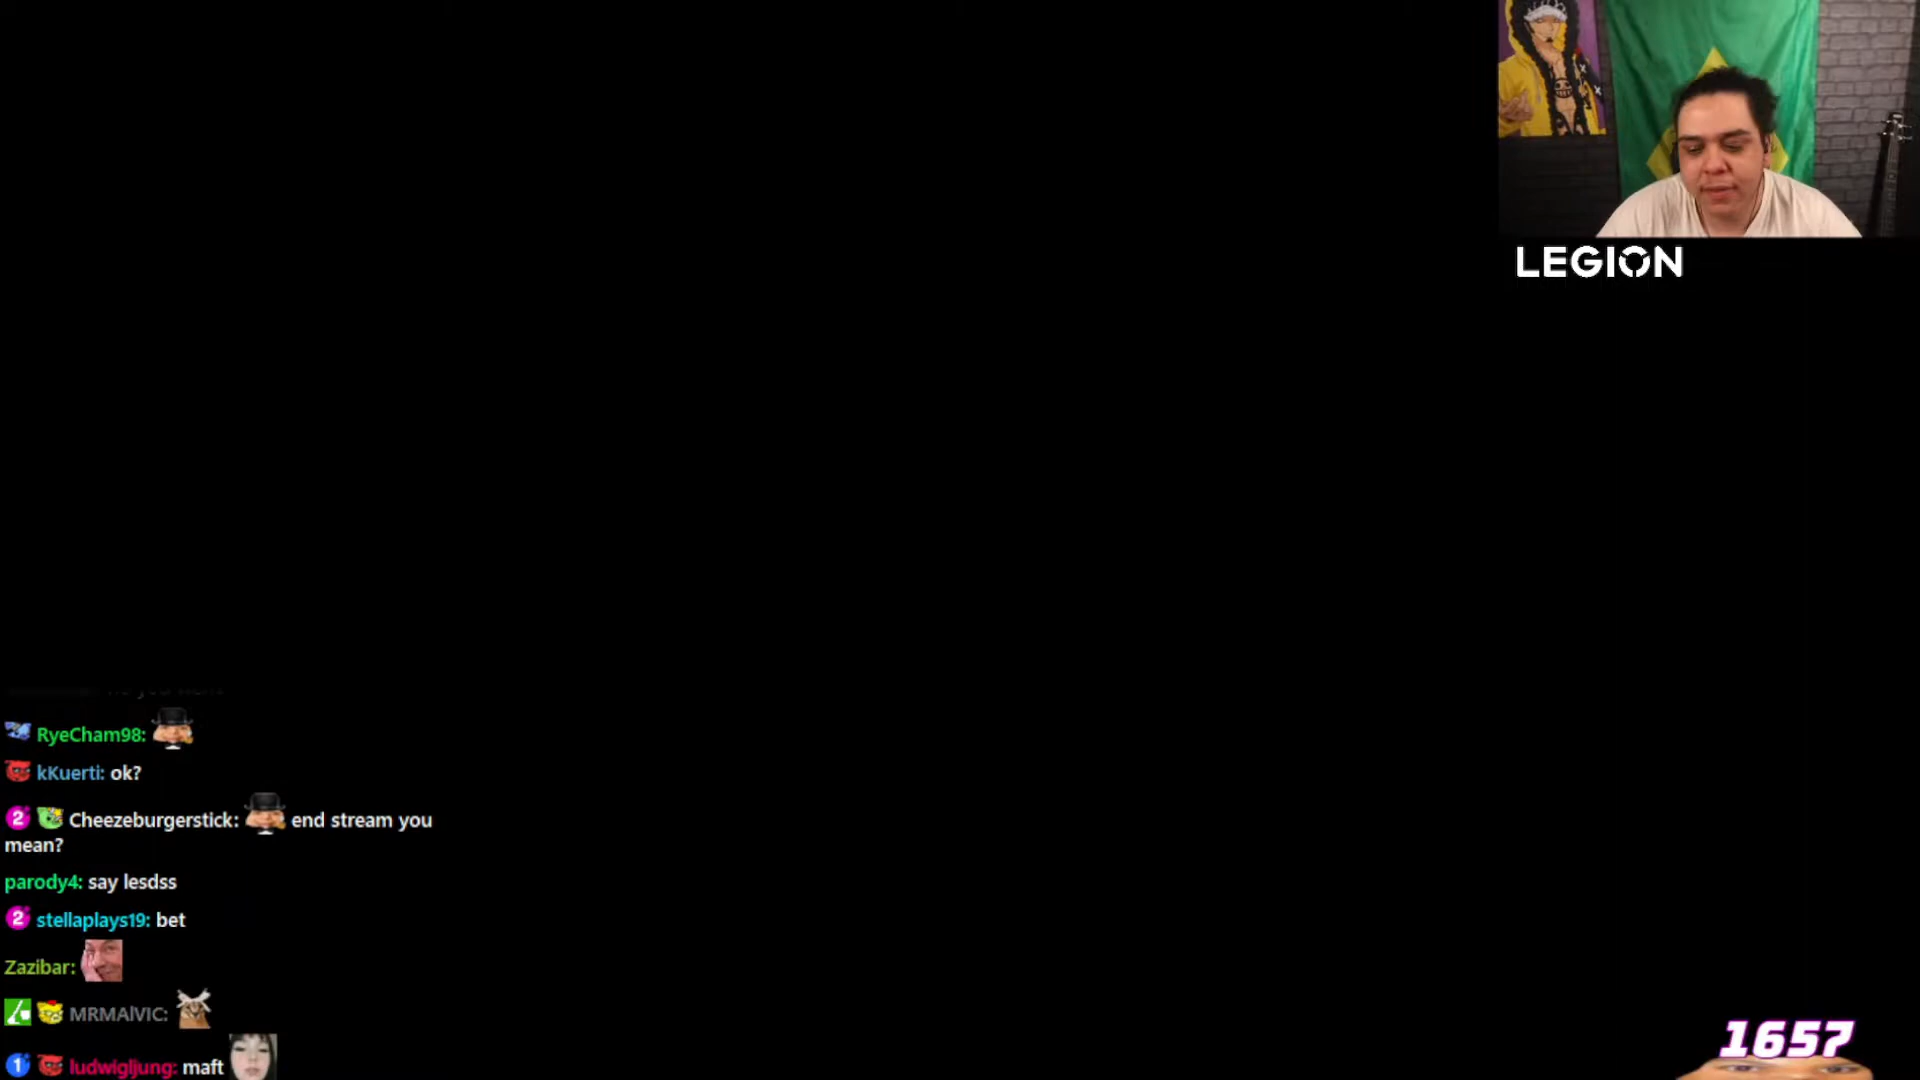 LEGION
RyeCham98:
kKuerti: ok?
2 Cheezeburgerstick: end stream you
mean?
parody4: say lesdss
2 stellaplays19: bet
Zazibar:
MRMAlVIC:
1 ludwigljung: maft
1657